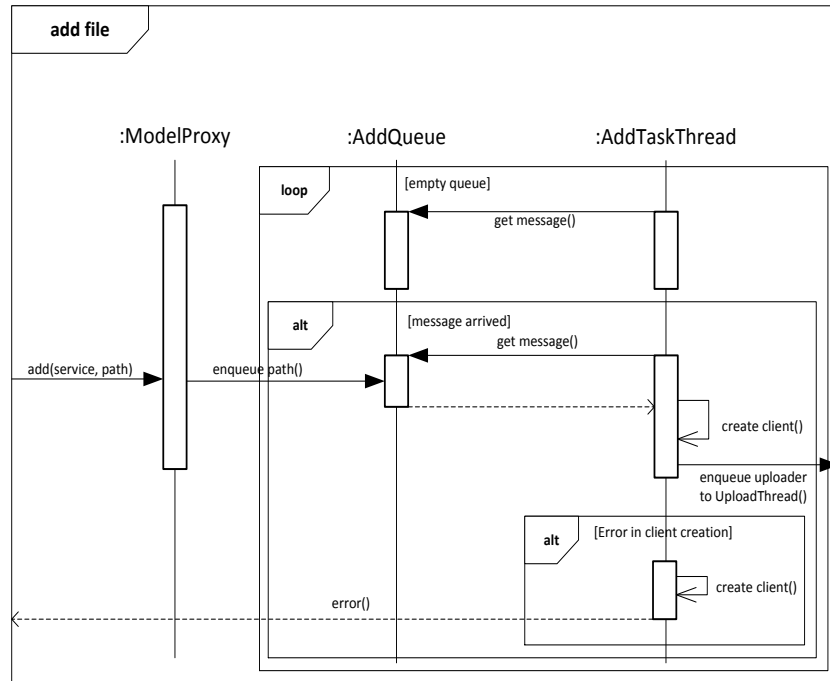 add file
:ModelProxy
:AddQueue
:AddTaskThread
loop
[empty queue]
get message()
alt
[message arrived]
get message()
add(service, path)
enqueue path()
create client()
enqueue uploader
to UploadThread()
alt
[Error in client creation]
create client()
error()